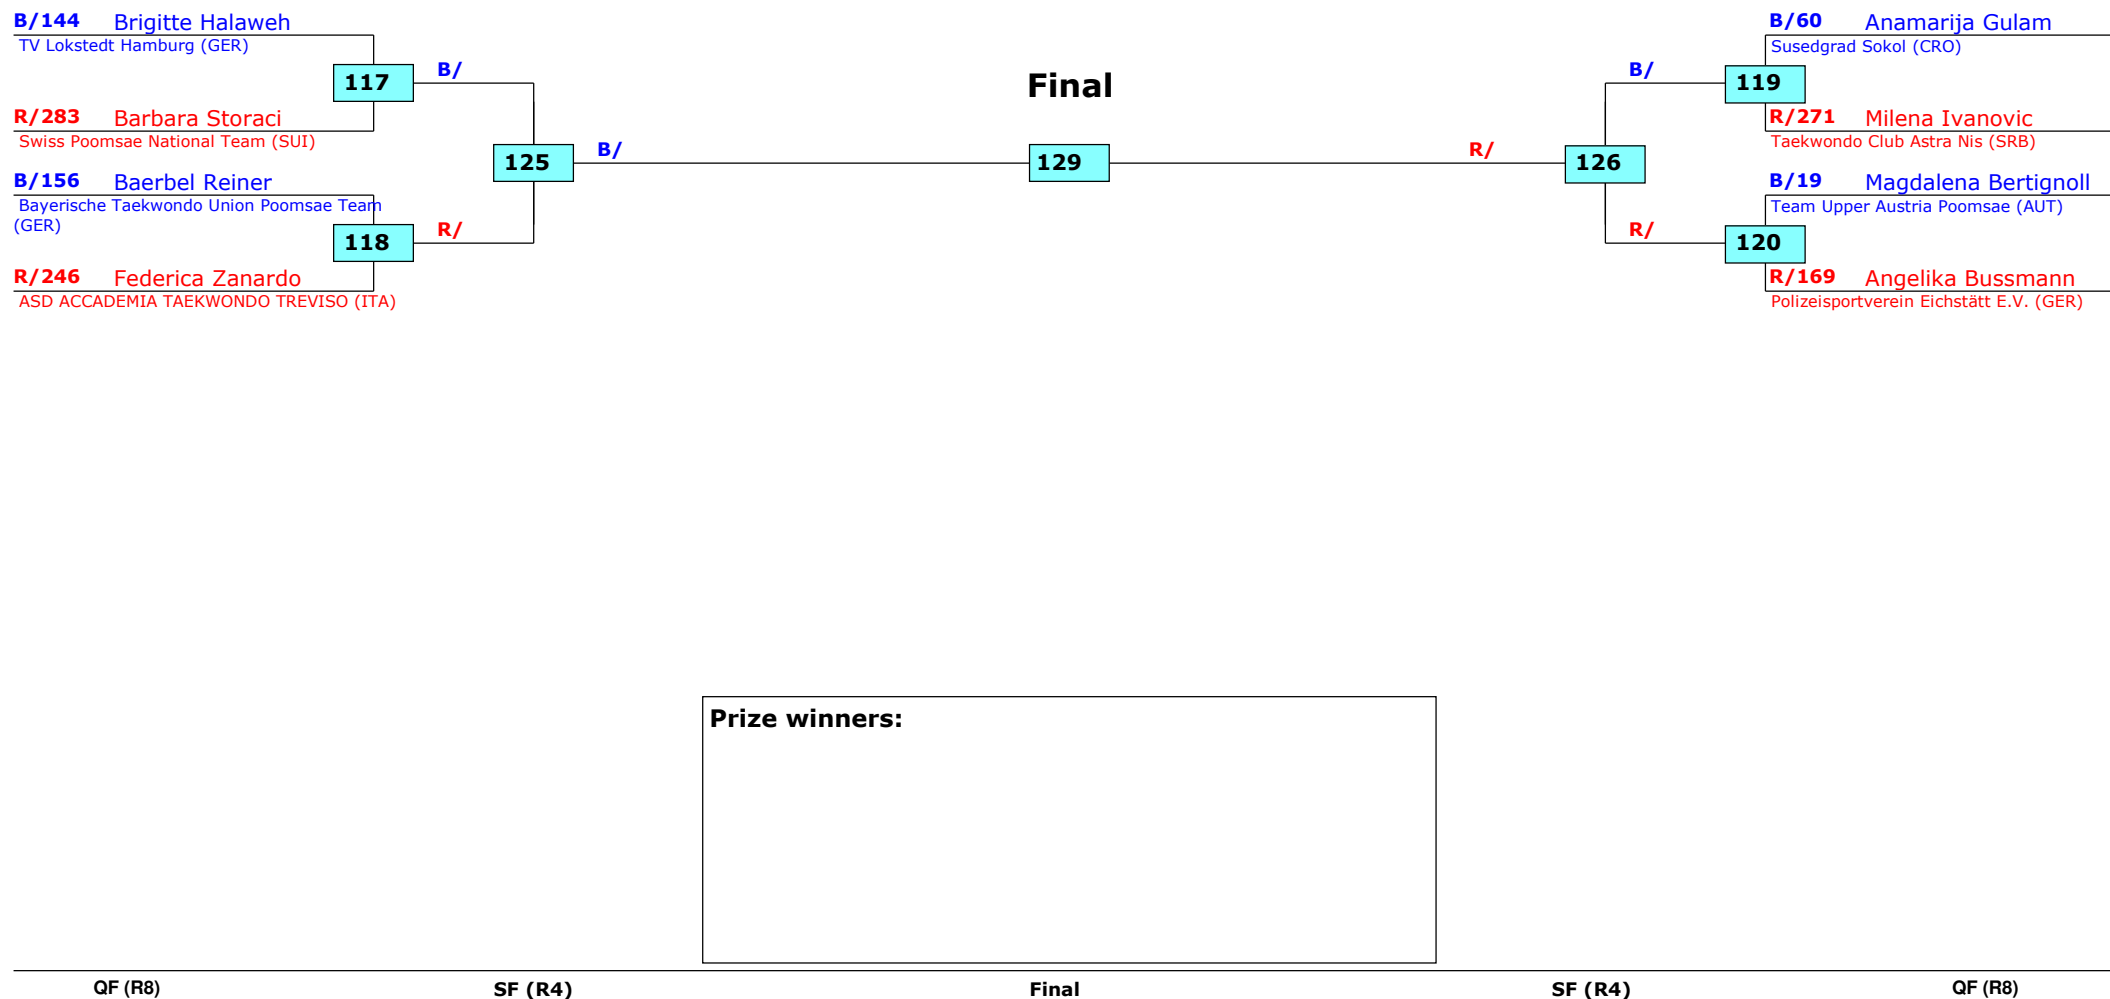 B/144 Brigitte Halaweh
TV Lokstedt Hamburg (GER)
117
B/
R/283 Barbara Storaci
Swiss Poomsae National Team (SUI)
125
B/
B/156 Baerbel Reiner
Bayerische Taekwondo Union Poomsae Team
(GER)
118
R/
R/246 Federica Zanardo
ASD ACCADEMIA TAEKWONDO TREVISO (ITA)
Final
129
B/60 Anamarija Gulam
Susedgrad Sokol (CRO)
B/
119
R/271 Milena Ivanovic
Taekwondo Club Astra Nis (SRB)
R/
126
B/19 Magdalena Bertignoll
Team Upper Austria Poomsae (AUT)
R/
120
R/169 Angelika Bussmann
Polizeisportverein Eichstätt E.V. (GER)
Prize winners:
QF (R8) SF (R4) Final SF (R4) QF (R8)